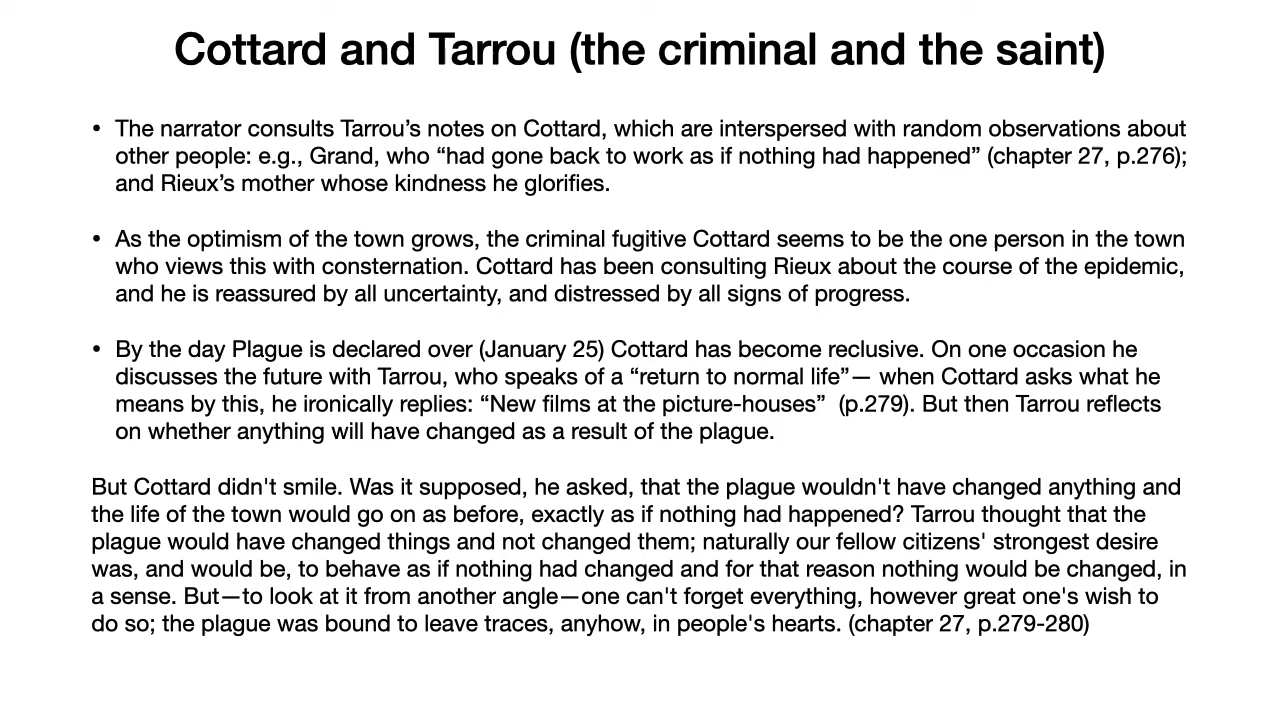 Cottard and Tarrou (the criminal and the saint)
• The narrator consults Tarrou’s notes on Cottard, which are interspersed with random observations about
other people: e.g., Grand, who “had gone back to work as if nothing had happened” (chapter 27, p.276);
and Rieux’s mother whose kindness he glorifies.
• As the optimism of the town grows, the criminal fugitive Cottard seems to be the one person in the town
who views this with consternation. Cottard has been consulting Rieux about the course of the epidemic,
and he is reassured by all uncertainty, and distressed by all signs of progress.
• By the day Plague is declared over (January 25) Cottard has become reclusive. On one occasion he
discusses the future with Tarrou, who speaks of a “return to normal life”— when Cottard asks what he
means by this, he ironically replies: “New films at the picture-houses”  (p.279). But then Tarrou reflects
on whether anything will have changed as a result of the plague.
But Cottard didn't smile. Was it supposed, he asked, that the plague wouldn't have changed anything and
the life of the town would go on as before, exactly as if nothing had happened? Tarrou thought that the
plague would have changed things and not changed them; naturally our fellow citizens' strongest desire
was, and would be, to behave as if nothing had changed and for that reason nothing would be changed, in
a sense. But—to look at it from another angle—one can't forget everything, however great one's wish to
do so; the plague was bound to leave traces, anyhow, in people's hearts. (chapter 27, p.279-280)